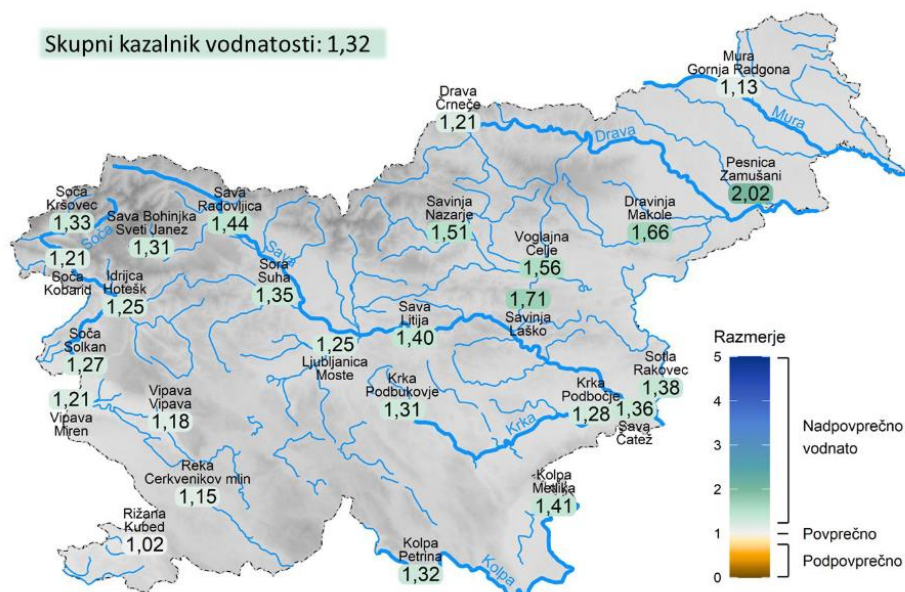 Skupni kazalnik vodnatosti: 1,32
Mura
Gornja Radgona
1,13
Mura
Drava
Črneče
1,21
Drava
Pesnica
Zamušani
2,02
Soča
Kršovec
1,33
Soča
Sava Bohinjka
Sveti Janez
1,31
Sava
Radovljica
1,44
Sava
Savinja
Nazarje
1,51
Dravinja
Makole
1,66
Voglajna
Celje
1,56
1,21
Soča
Kobarid
Idrijca
Hotešk
1,25
Sora
Suha
1,35
1,71
Savinja
Laško
Sava
Litija
1,40
1,25
Ljubljanica
Moste
Soča
Solkan
1,27
1,21
Vipava
Miren
Vipava
Vipava
1,18
Krka
Podbukovje
1,31
Krka
Krka
Podbočje
1,28
1,36
Sava
Čatež
Sotla
Rakovec
1,38
Reka
Cerkvenikov mlin
1,15
Kolpa
Metlika
1,41
Rižana
Kubed
1,02
Kolpa
Petrina
1,32
Kolpa
Razmerje
5
4
3
2
1
0
Nadpovprečno
vodnato
Povprečno
Podpovprečno